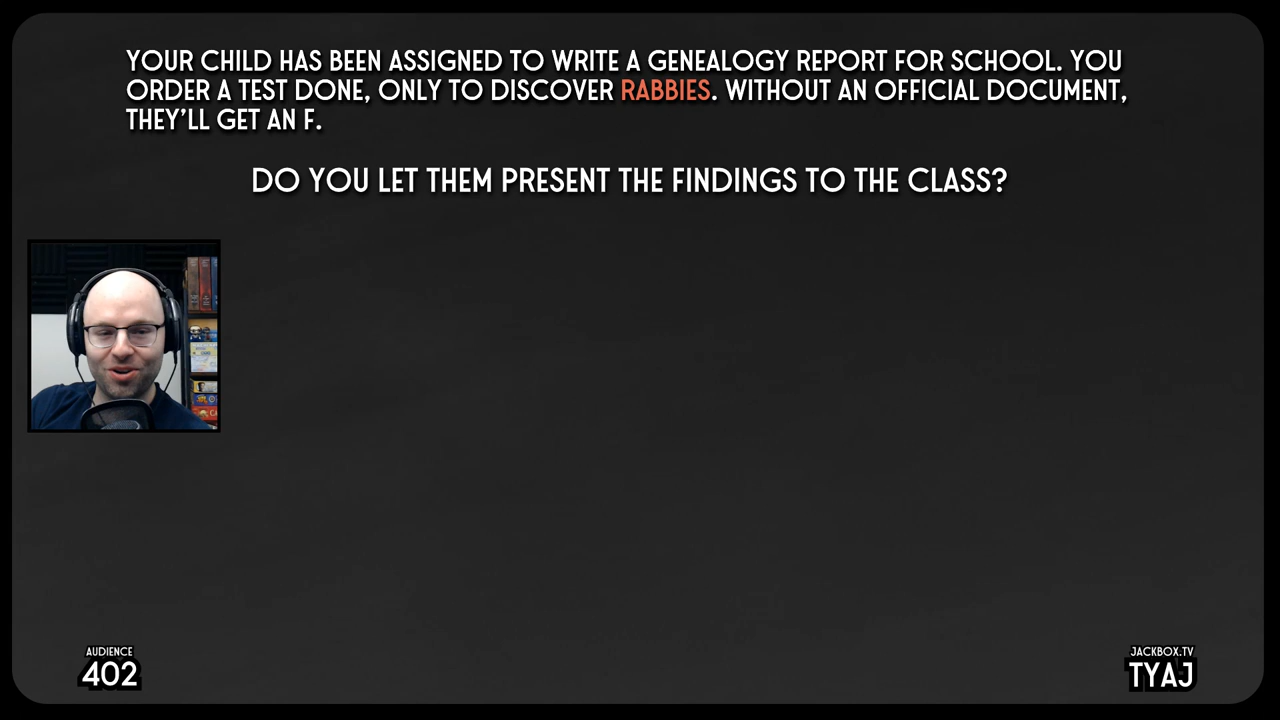 YOUR CHILD HAS BEEN ASSIGNED TO WRITE A GENEALOGY REPORT FOR SCHOOL. YOU
ORDER A TEST DONE, ONLY TO DISCOVER RABBIES. WITHOUT AN OFFICIAL DOCUMENT,
THEY'LL GET AN F.
DO YOU LET THEM PRESENT THE FINDINGS TO THE CLASS?
AUDIENCE
402
JACKBOX.TV
TYAJ